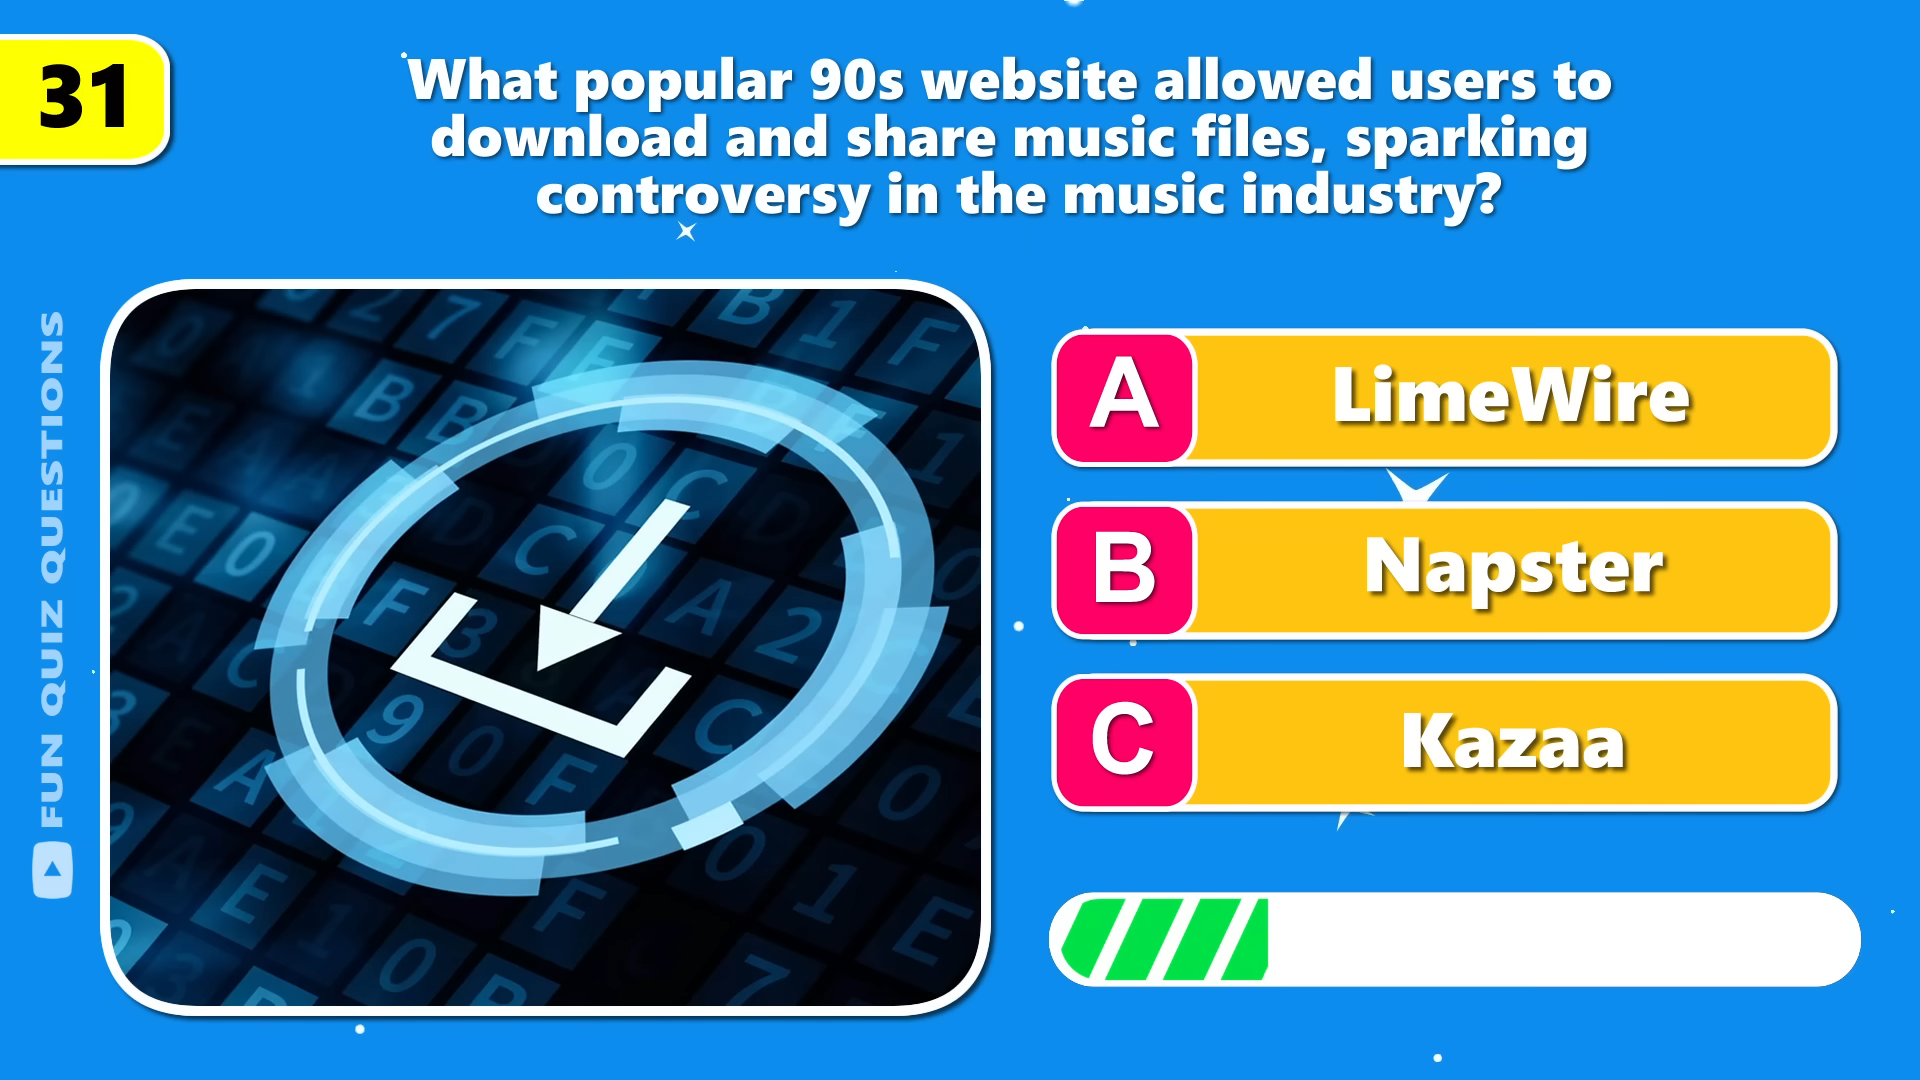 31
What popular 90s website allowed users to
download and share music files, sparking
controversy in the music industry?
FUN QUIZ QUESTIONS
A LimeWire
B Napster
C Kazaa